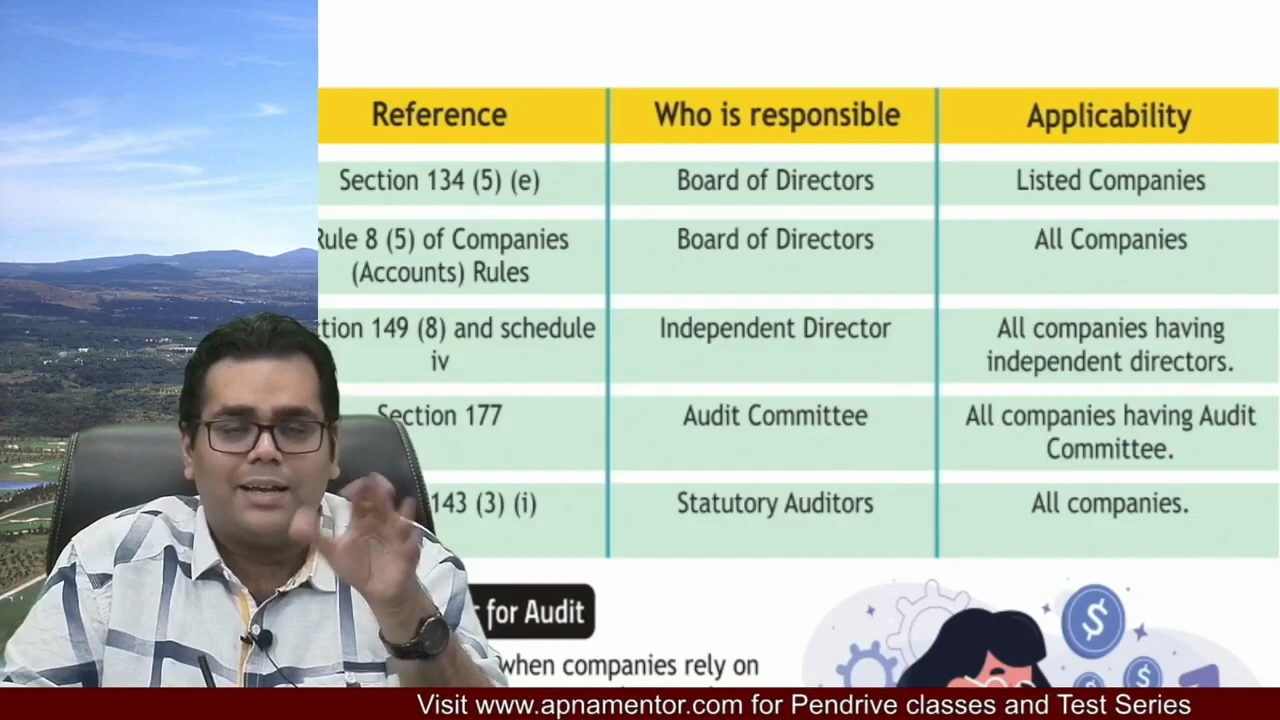 Reference Who is responsible Applicability
Section 134 (5) (e) Board of Directors Listed Companies
Rule 8 (5) of Companies Board of Directors All Companies
(Accounts) Rules
tion 149 (8) and schedule Independent Director All companies having
iv independent directors.
Section 177 Audit Committee All companies having Audit
Committee.
143 (3) (i) Statutory Auditors All companies.
for Audit
when companies rely on
Visit www.apnamentor.com for Pendrive classes and Test Series